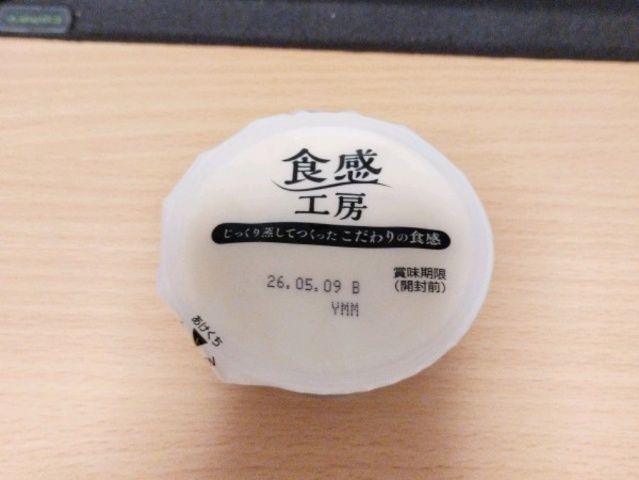 食感
工房
じっくり蒸してつくった こだわりの食感
26.05.09 B
YMM
賞味期限
(開封前)
あけくち